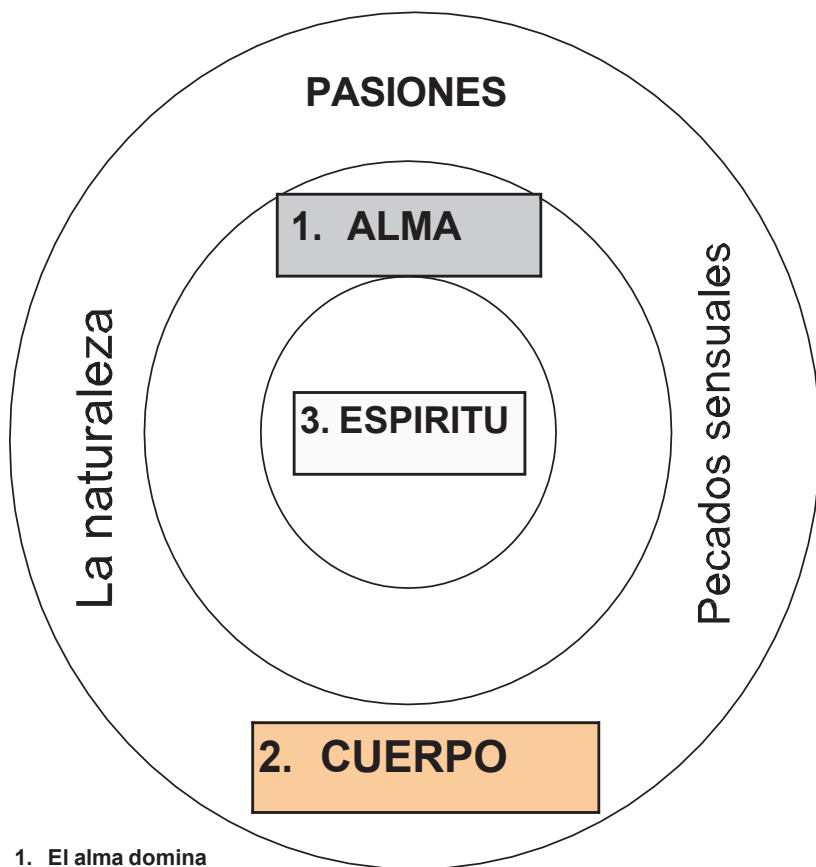 PASIONES
1. ALMA
La naturaleza
Pecados sensuales
3. ESPIRITU
2. CUERPO
1. El alma domina